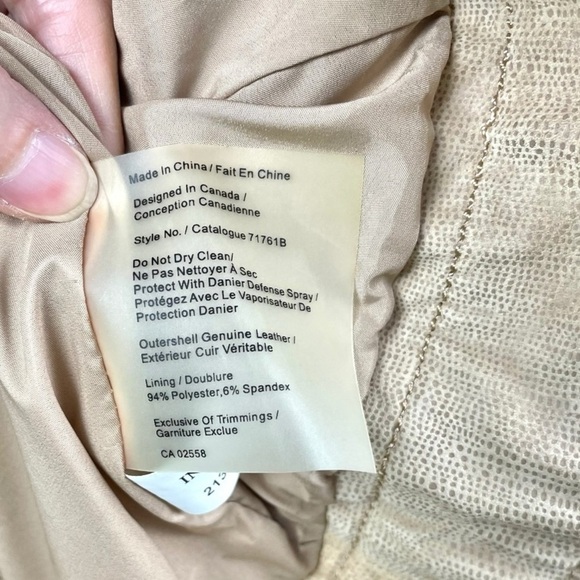 Made In China / Fait En Chine
Designed In Canada /
Conception Canadienne
Style No. / Catalogue 71761B
Do Not Dry Clean/
Ne Pas Nettoyer À Sec
Protect With Danier Defense Spray /
Protégez Avec Le Vaporisateur De
Protection Danier
Outershell Genuine Leather /
Extérieur Cuir Véritable
Lining / Doublure
94% Polyester,6% Spandex
Exclusive Of Trimmings /
Garniture Exclue
CA 02558